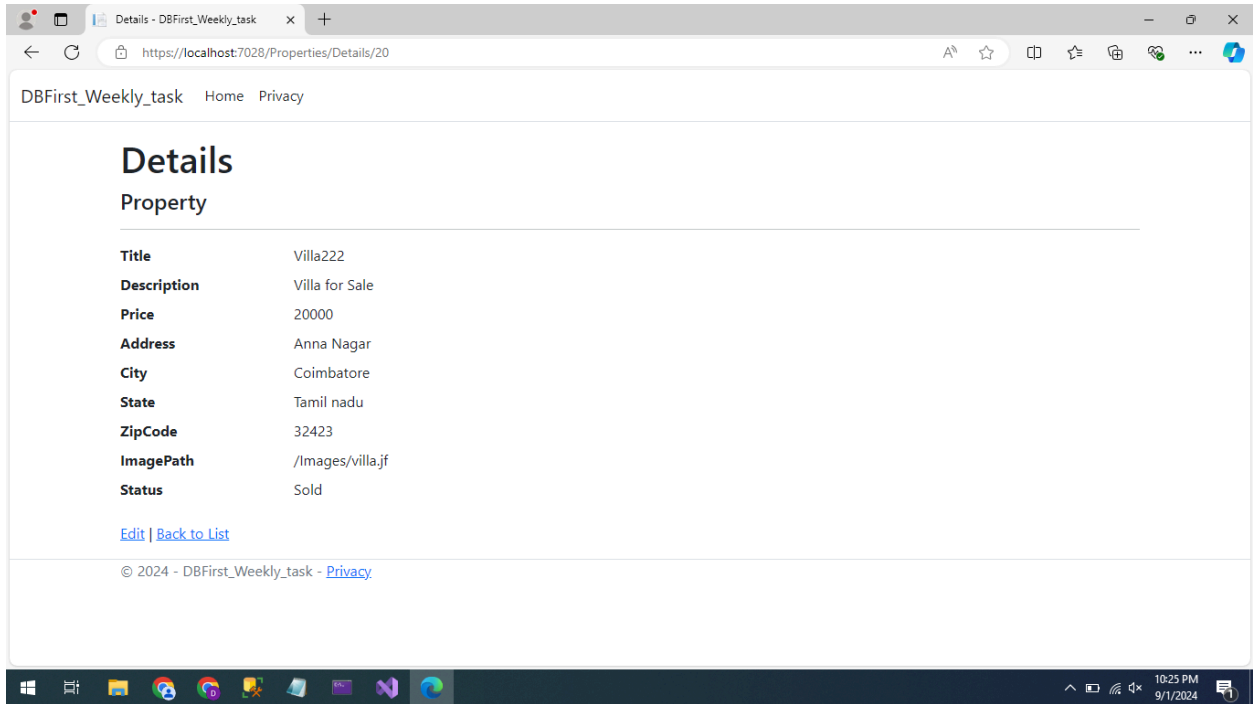 Details - DBFirst_Weekly_task
https://localhost:7028/Properties/Details/20
DBFirst_Weekly_task Home Privacy
Details
Property
Title Villa222
Description Villa for Sale
Price 20000
Address Anna Nagar
City Coimbatore
State Tamil nadu
ZipCode 32423
ImagePath /Images/villa.jf
Status Sold
Edit | Back to List
© 2024 - DBFirst_Weekly_task - Privacy
10:25 PM
9/1/2024